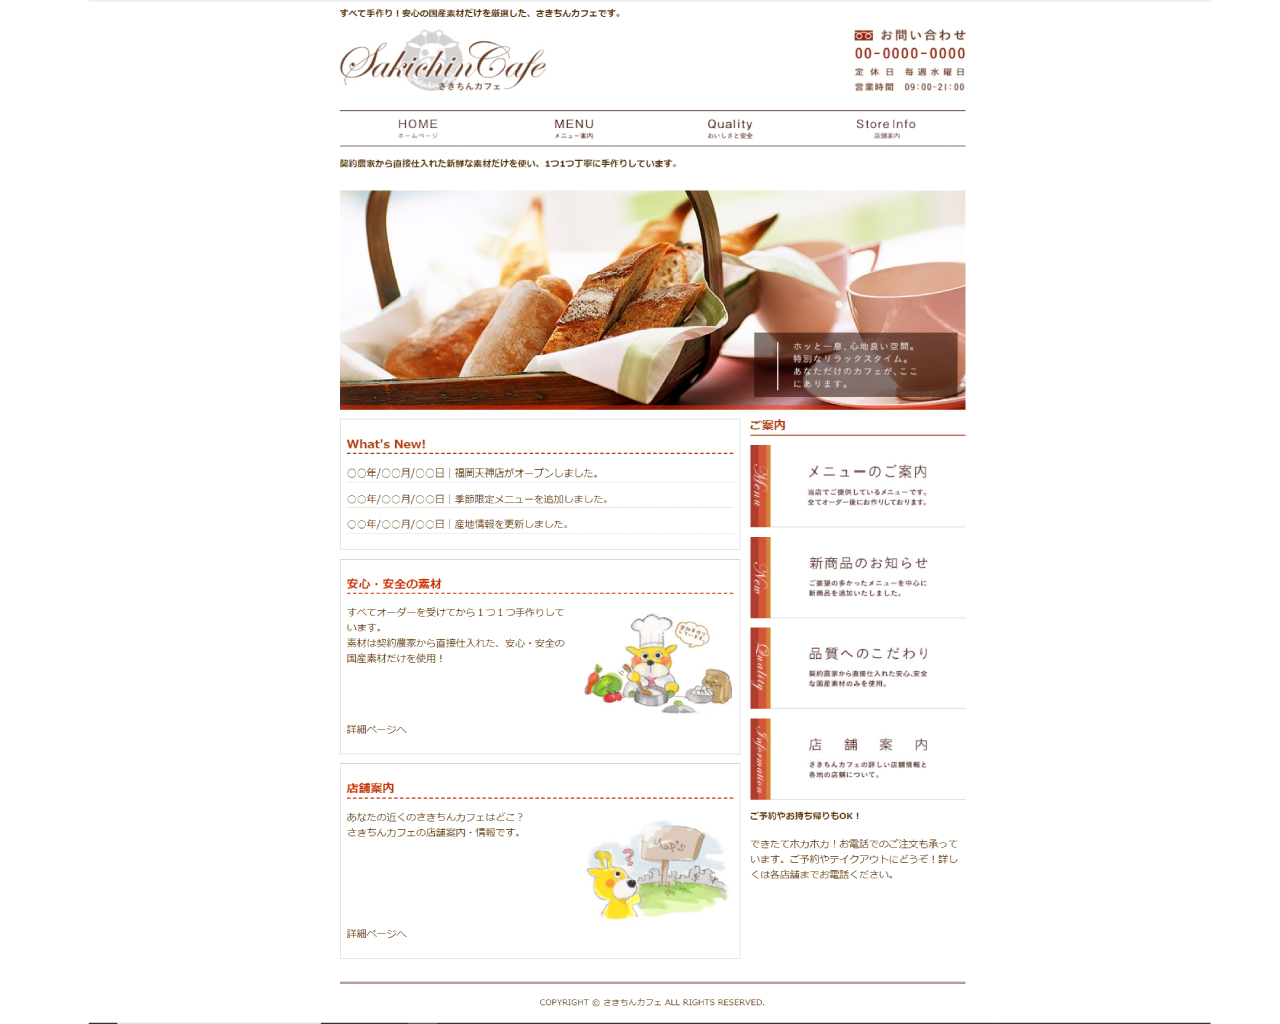 すべて手作り！安心の国産素材だけを厳選した、さきちんカフェです。
Sakichin Cafe
さきちんカフェ
お問い合わせ
00-0000-0000
定休日 毎週水曜日
営業時間 09:00-21:00
HOME
ホームページ
MENU
メニュー案内
Quality
おいしさと安全
Store Info
店舗案内
契約農家から直接仕入れた新鮮な素材だけを使い、1つ1つ丁寧に手作りしています。
ホッと一息、心地良い空間。
特別なリラックスタイム。
あなただけのカフェが、ここ
にあります。
What's New!
○○年/○○月/○○日｜福岡天神店がオープンしました。
○○年/○○月/○○日｜季節限定メニューを追加しました。
○○年/○○月/○○日｜産地情報を更新しました。
安心・安全の素材
すべてオーダーを受けてから１つ１つ手作りして
います。
素材は契約農家から直接仕入れた、安心・安全の
国産素材だけを使用！
詳細ページへ
店舗案内
あなたの近くのさきちんカフェはどこ？
さきちんカフェの店舗案内・情報です。
Map's
詳細ページへ
ご案内
Menu
メニューのご案内
当店でご提供しているメニューです。
全てオーダー後にお作りしております。
New
新商品のお知らせ
ご要望の多かったメニューを中心に
新商品を追加いたしました。
Quality
品質へのこだわり
契約農家から直接仕入れた安心、安全
な国産素材のみを使用。
Information
店舗案内
さきちんカフェの詳しい店舗情報と
各地の店舗について。
ご予約やお持ち帰りもOK！
できたてホカホカ！お電話でのご注文も承って
います。ご予約やテイクアウトにどうぞ！詳し
くは各店舗までお電話ください。
COPYRIGHT © さきちんカフェ ALL RIGHTS RESERVED.